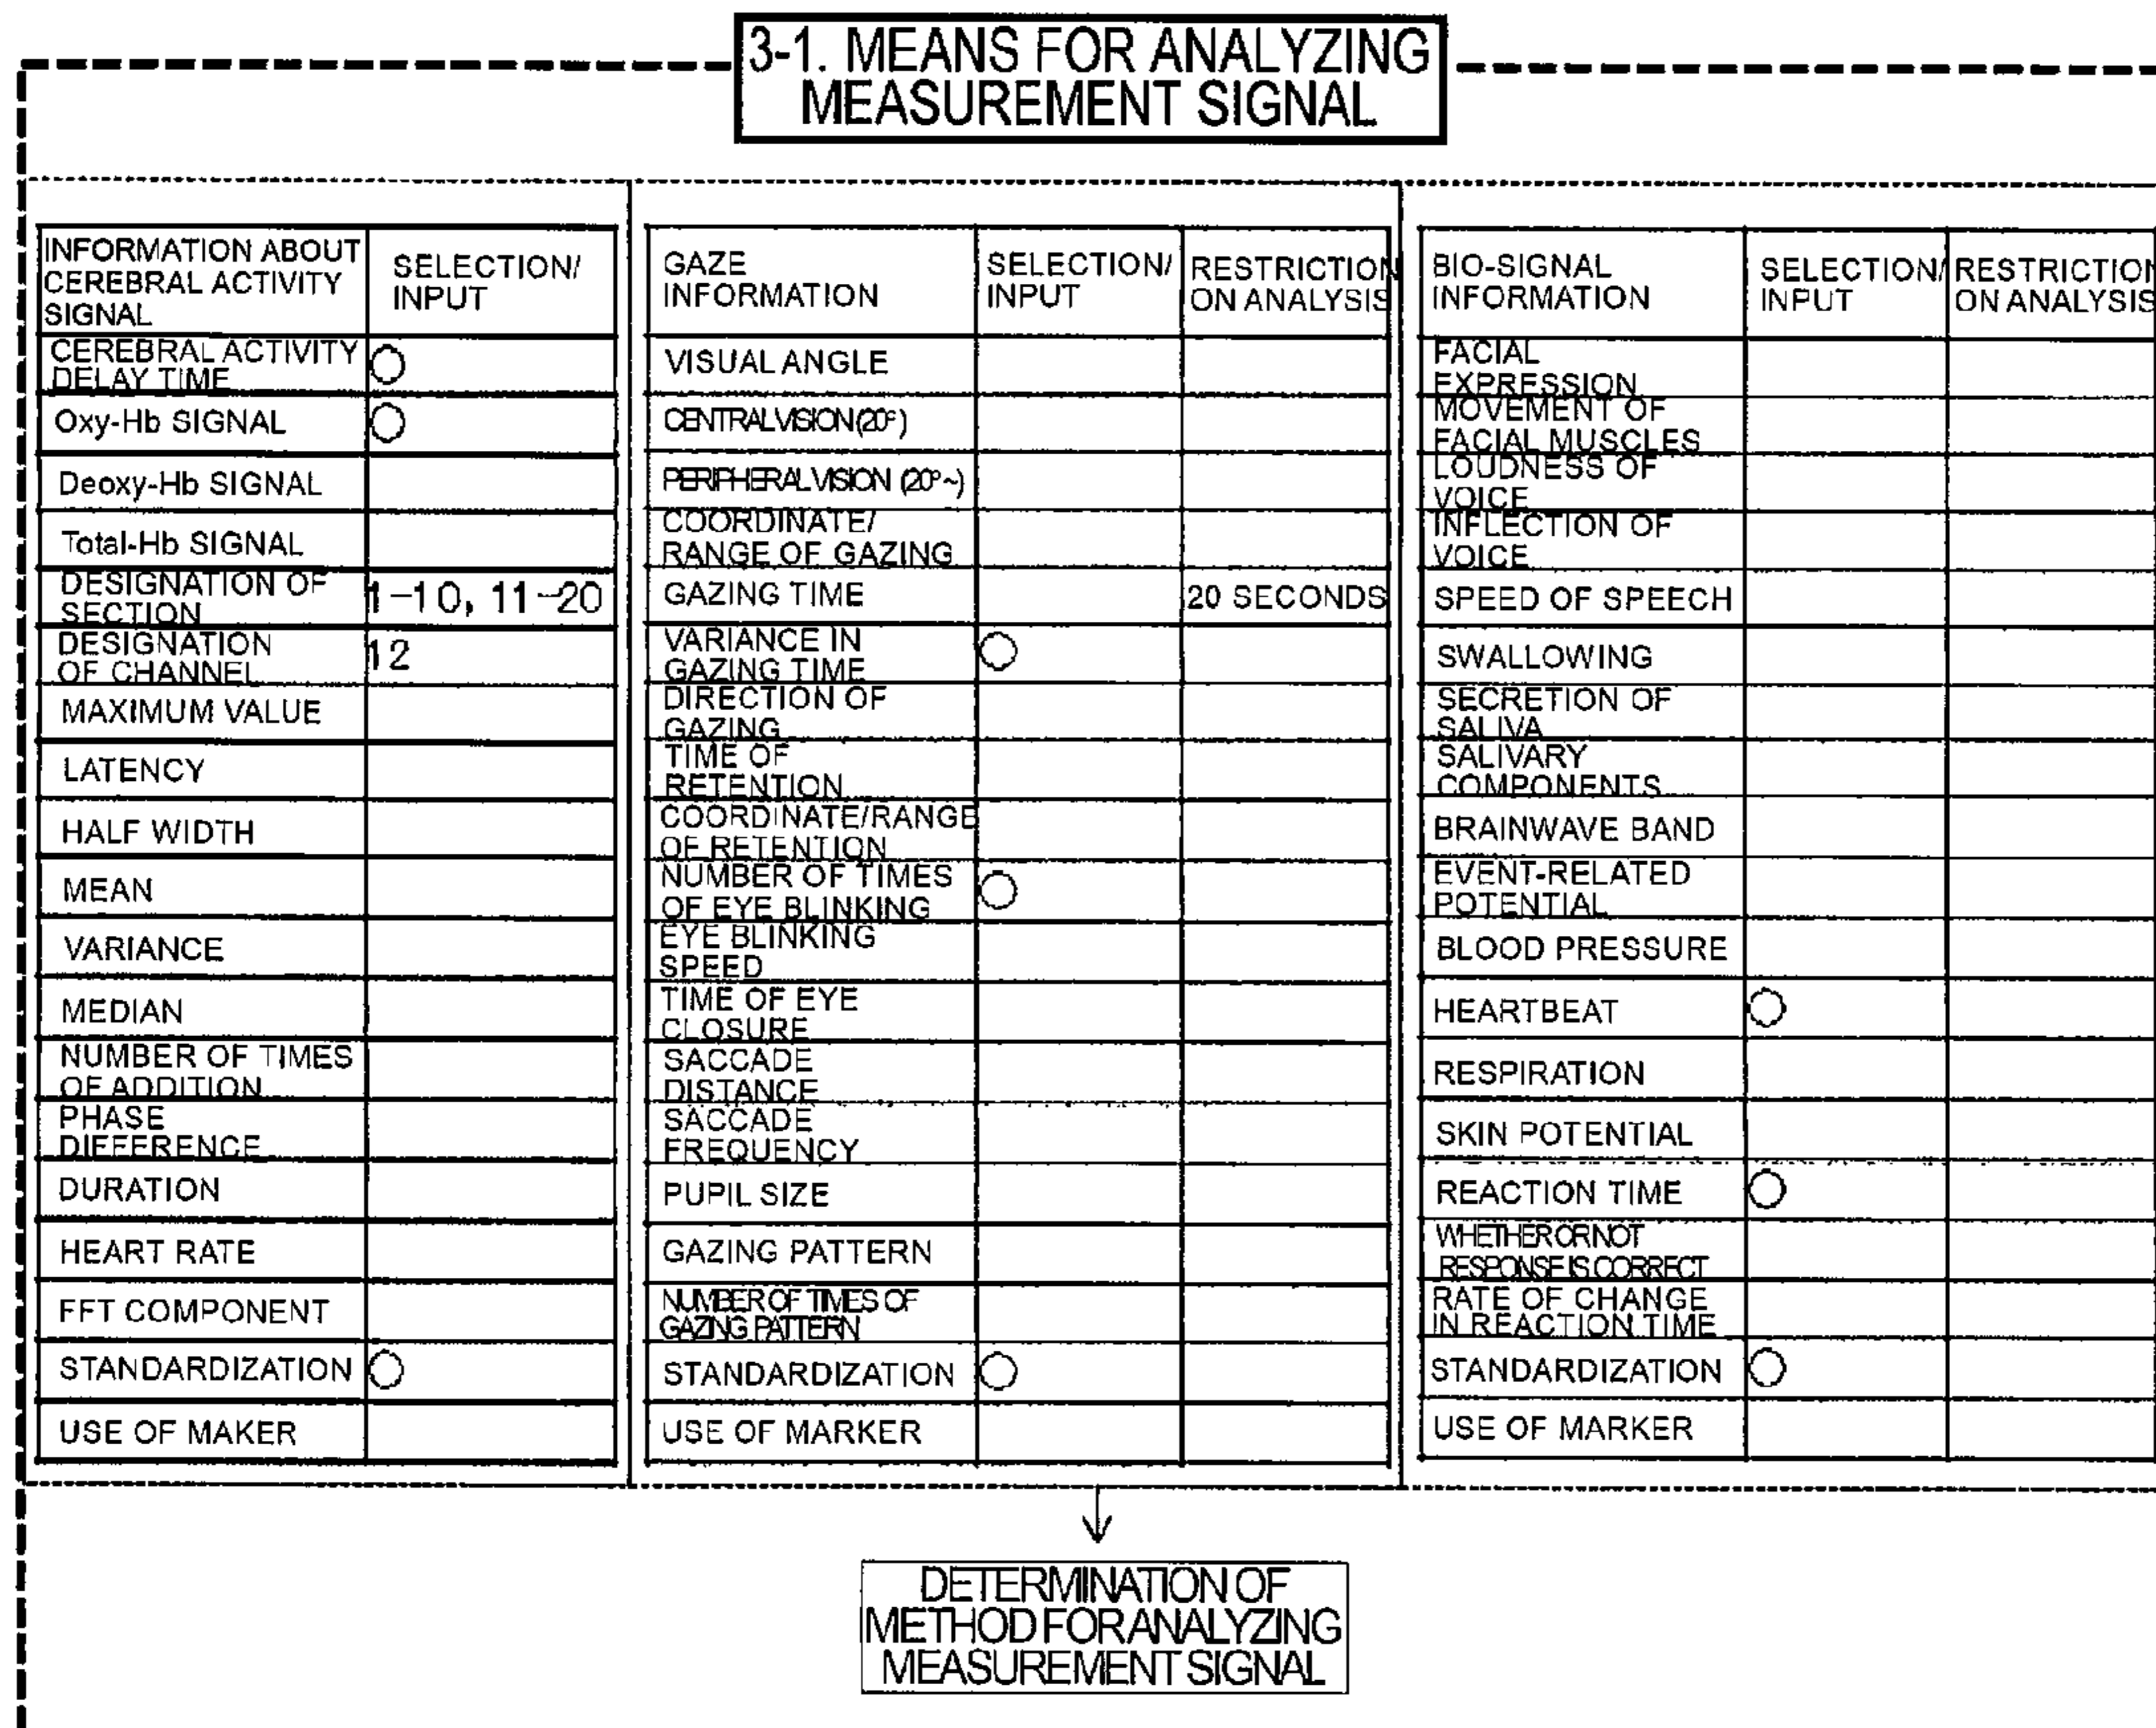 3-1. MEANS FOR ANALYZING
MEASUREMENT SIGNAL
INFORMATION ABOUT
CEREBRAL ACTIVITY
SIGNAL
SELECTION/
INPUT
CEREBRAL ACTIVITY
DELAY TIME
○
Oxy-Hb SIGNAL
○
Deoxy-Hb SIGNAL
Total-Hb SIGNAL
DESIGNATION OF
SECTION
1-10, 11-20
DESIGNATION
OF CHANNEL
12
MAXIMUM VALUE
LATENCY
HALF WIDTH
MEAN
VARIANCE
MEDIAN
NUMBER OF TIMES
OF ADDITION
PHASE
DIFFERENCE
DURATION
HEART RATE
FFT COMPONENT
STANDARDIZATION
○
USE OF MAKER
GAZE
INFORMATION
SELECTION/
INPUT
RESTRICTION
ON ANALYSIS
VISUAL ANGLE
CENTRAL VISION (20°)
PERIPHERAL VISION (20°~)
COORDINATE/
RANGE OF GAZING
GAZING TIME
20 SECONDS
VARIANCE IN
GAZING TIME
○
DIRECTION OF
GAZING
TIME OF
RETENTION
COORDINATE/RANGE
OF RETENTION
NUMBER OF TIMES
OF EYE BLINKING
○
EYE BLINKING
SPEED
TIME OF EYE
CLOSURE
SACCADE
DISTANCE
SACCADE
FREQUENCY
PUPIL SIZE
GAZING PATTERN
NUMBER OF TIMES OF
GAZING PATTERN
STANDARDIZATION
○
USE OF MARKER
BIO-SIGNAL
INFORMATION
SELECTION/
INPUT
RESTRICTION
ON ANALYSIS
FACIAL
EXPRESSION
MOVEMENT OF
FACIAL MUSCLES
LOUDNESS OF
VOICE
INFLECTION OF
VOICE
SPEED OF SPEECH
SWALLOWING
SECRETION OF
SALIVA
SALIVARY
COMPONENTS
BRAINWAVE BAND
EVENT-RELATED
POTENTIAL
BLOOD PRESSURE
HEARTBEAT
○
RESPIRATION
SKIN POTENTIAL
REACTION TIME
○
WHETHER OR NOT
RESPONSE IS CORRECT
RATE OF CHANGE
IN REACTION TIME
STANDARDIZATION
○
USE OF MARKER
DETERMINATION OF
METHOD FOR ANALYZING
MEASUREMENT SIGNAL